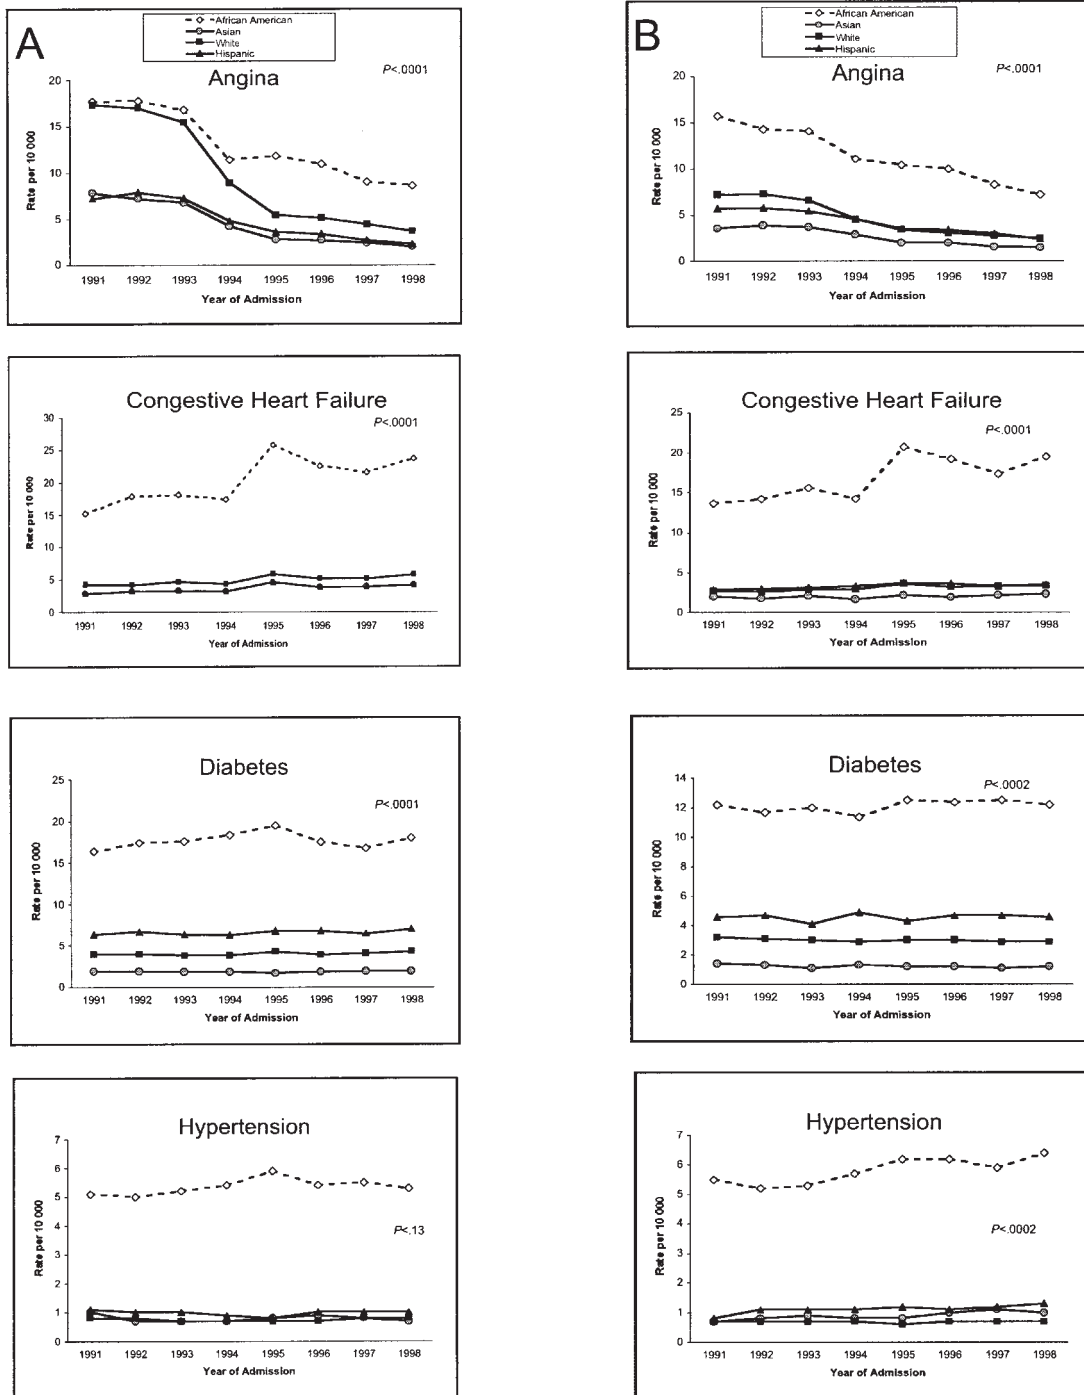 A
African American
Asian
White
Hispanic
Angina
P<.0001
20
15
10
5
0
Rate per 10 000
1991 1992 1993 1994 1995 1996 1997 1998
Year of Admission
B
African American
Asian
White
Hispanic
Angina
P<.0001
20
15
10
5
0
Rate per 10 000
1991 1992 1993 1994 1995 1996 1997 1998
Year of Admission
Congestive Heart Failure
P<.0001
30
25
20
15
10
5
0
Rate per 10 000
1991 1992 1993 1994 1995 1996 1997 1998
Year of Admission
Congestive Heart Failure
P<.0001
25
20
15
10
5
0
Rate per 10 000
1991 1992 1993 1994 1995 1996 1997 1998
Year of Admission
Diabetes
P<.0001
25
20
15
10
5
0
Rate per 10 000
1991 1992 1993 1994 1995 1996 1997 1998
Year of Admission
Diabetes
P<.0002
14
12
10
8
6
4
2
0
Rate per 10 000
1991 1992 1993 1994 1995 1996 1997 1998
Year of Admission
Hypertension
P<.13
7
6
5
4
3
2
1
0
Rate per 10 000
1991 1992 1993 1994 1995 1996 1997 1998
Year of Admission
Hypertension
P<.0002
7
6
5
4
3
2
1
0
Rate per 10 000
1991 1992 1993 1994 1995 1996 1997 1998
Year of Admission